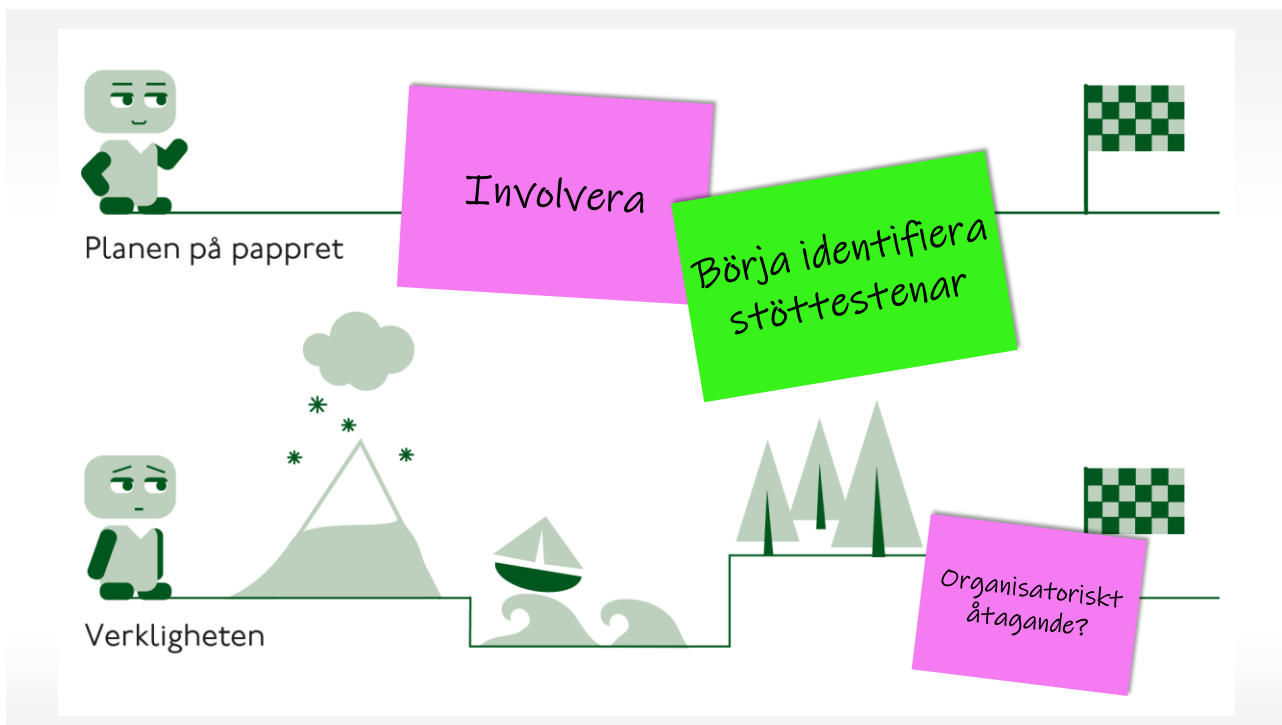 Involvera
Börja identifiera
stöttestenar
Planen på pappret
Organisatoriskt
åtagande?
Verkligheten